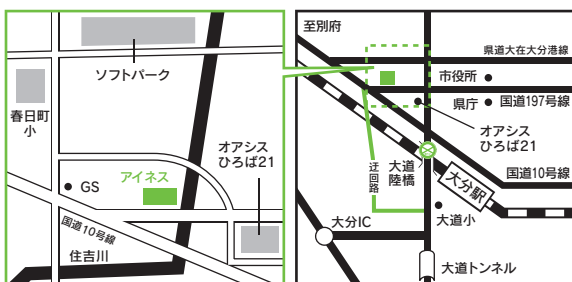 ソフトパーク
春日町
小
オアシス
ひろば21
アイネス
GS
国道10号線
住吉川
至別府
県道大在大分港線
市役所
県庁
国道197号線
オアシス
ひろば21
大道
陸橋
迂回路
国道10号線
大分駅
大分IC
大道小
大道トンネル